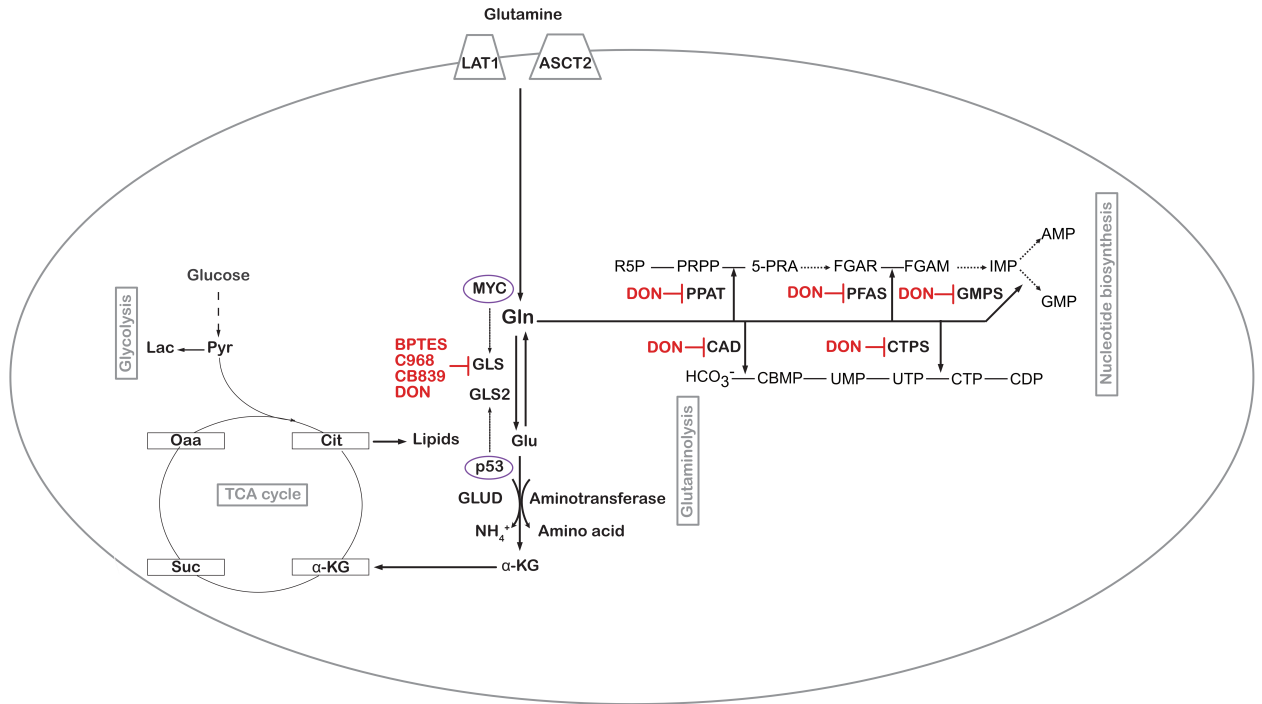 Glutamine
LAT1
ASCT2
Glucose
Glycolysis
Lac
Pyr
Oaa
Cit
Lipids
TCA cycle
Suc
α-KG
MYC
Gln
BPTES
C968
CB839
DON
GLS
GLS2
Glu
p53
GLUD
Aminotransferase
NH4+
Amino acid
α-KG
Glutaminolysis
R5P
PRPP
5-PRA
FGAR
FGAM
IMP
AMP
GMP
DON
PPAT
DON
PFAS
DON
GMPS
DON
CAD
DON
CTPS
HCO3-
CBMP
UMP
UTP
CTP
CDP
Nucleotide biosynthesis